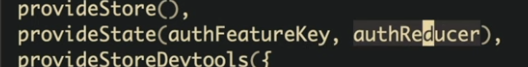 provideStore(),
provideState(authFeatureKey, authReducer),
provideStoreDevtools({